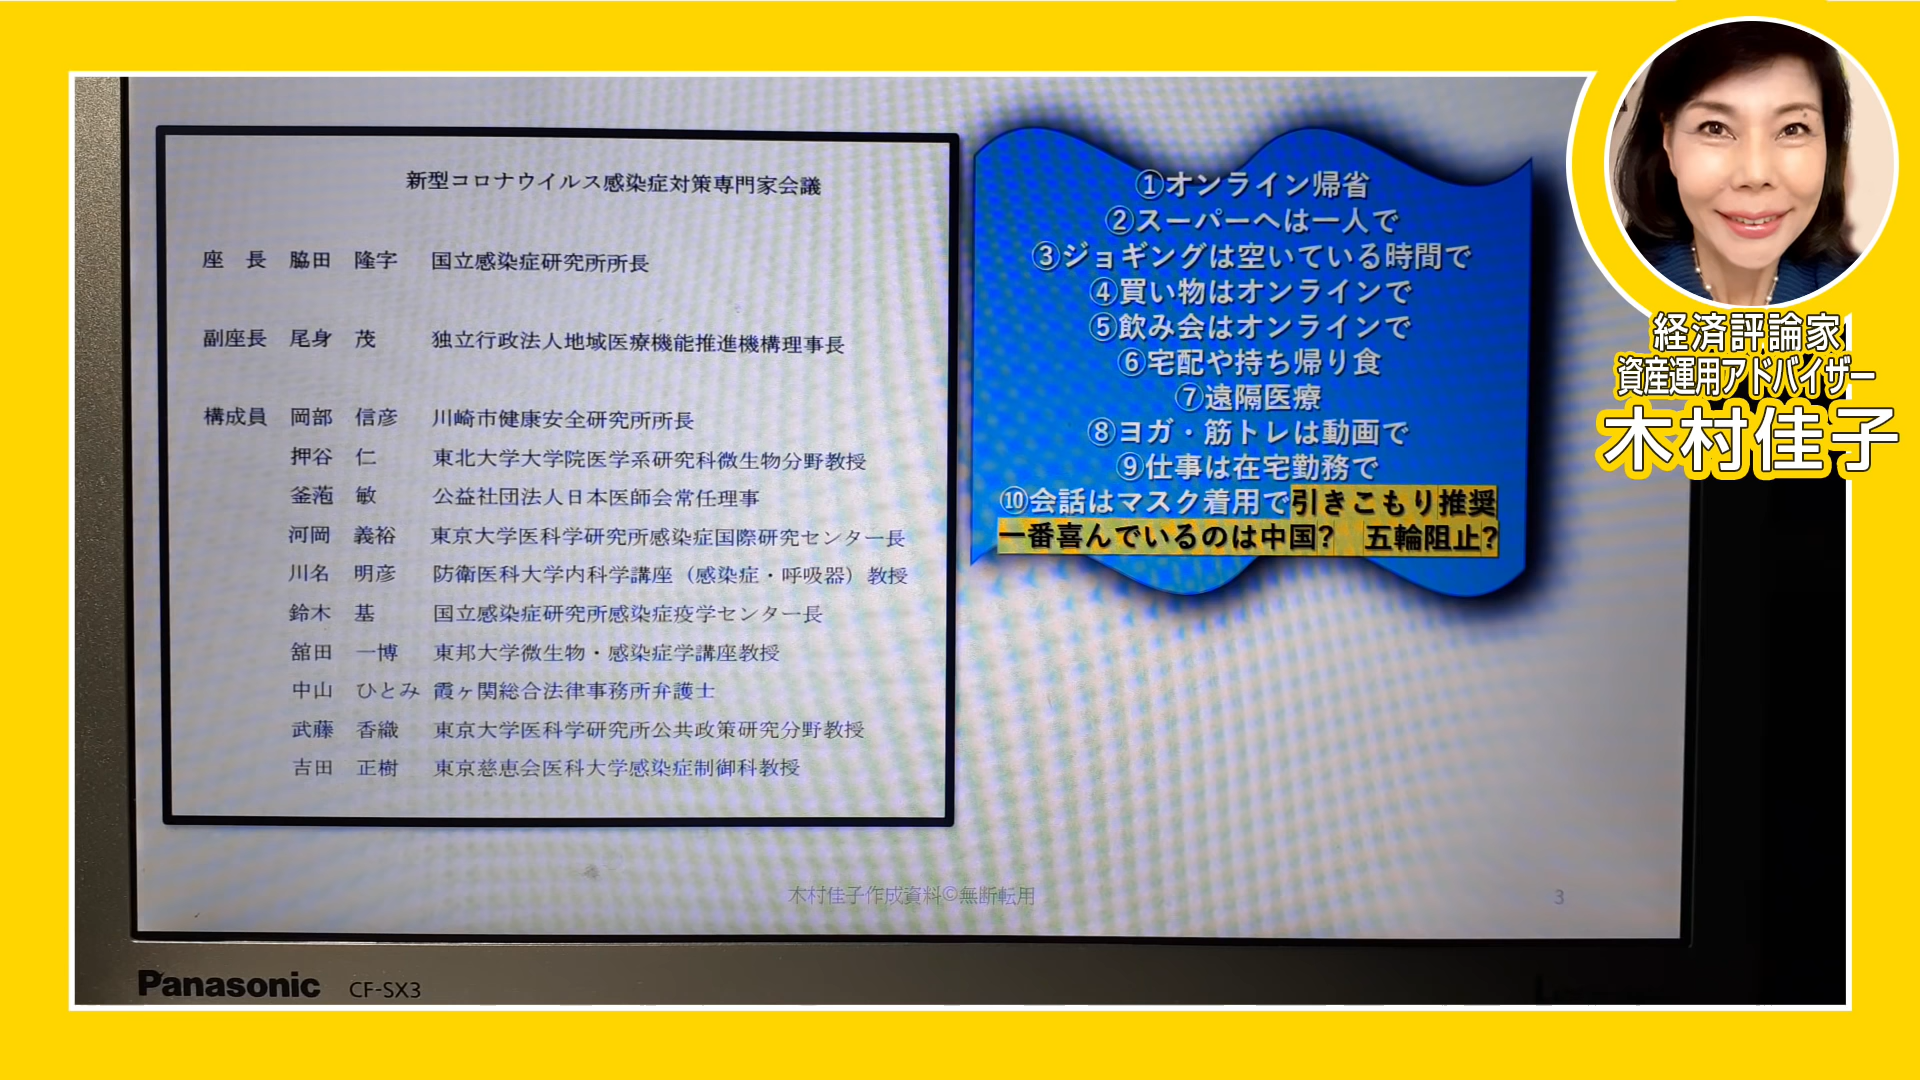 新型コロナウイルス感染症対策専門家会議
座 長 脇田 隆字 国立感染症研究所所長
副座長 尾身 茂 独立行政法人地域医療機能推進機構理事長
構成員 岡部 信彦 川崎市健康安全研究所所長
押谷 仁 東北大学大学院医学系研究科微生物分野教授
釜萢 敏 公益社団法人日本医師会常任理事
河岡 義裕 東京大学医科学研究所感染症国際研究センター長
川名 明彦 防衛医科大学内科学講座（感染症・呼吸器）教授
鈴木 基 国立感染症研究所感染症疫学センター長
舘田 一博 東邦大学微生物・感染症学講座教授
中山 ひとみ 霞ヶ関総合法律事務所弁護士
武藤 香織 東京大学医科学研究所公共政策研究分野教授
吉田 正樹 東京慈恵会医科大学感染症制御科教授
①オンライン帰省
②スーパーへは一人で
③ジョギングは空いている時間で
④買い物はオンラインで
⑤飲み会はオンラインで
⑥宅配や持ち帰り食
⑦遠隔医療
⑧ヨガ・筋トレは動画で
⑨仕事は在宅勤務で
⑩会話はマスク着用で引きこもり推奨
一番喜んでいるのは中国? 五輪阻止?
木村佳子作成資料©無断転用
3
Panasonic CF-SX3
経済評論家
資産運用アドバイザー
木村佳子